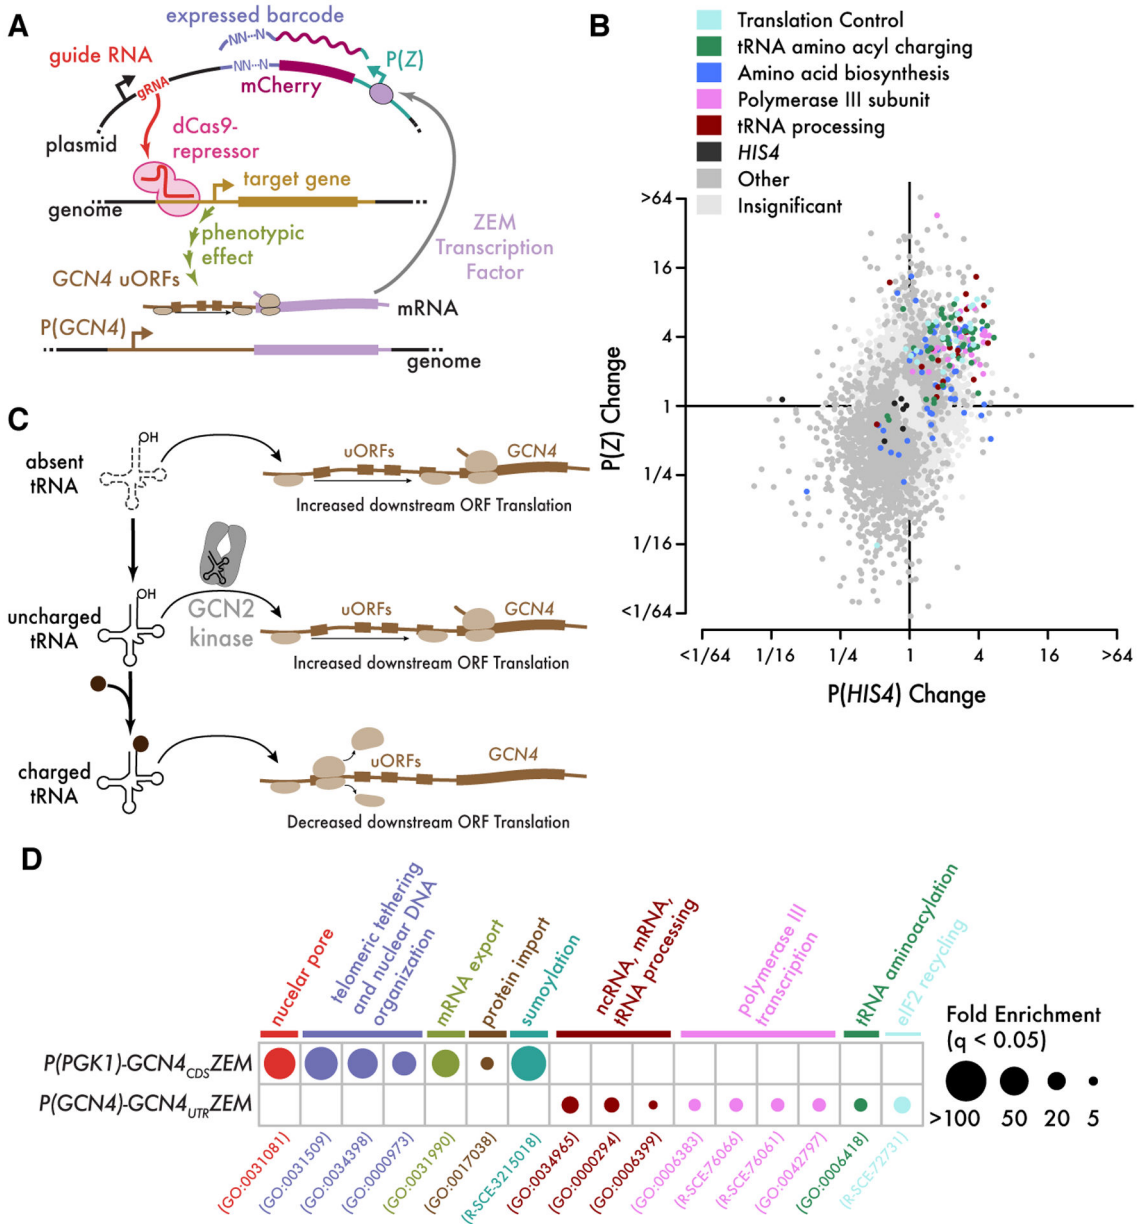 A
expressed barcode
NN···N
guide RNA
P(Z)
gRNA
NN···N
mCherry
plasmid
dCas9-
repressor
target gene
genome
phenotypic
effect
ZEM
Transcription
Factor
GCN4 uORFs
mRNA
P(GCN4)
genome
B
Translation Control
tRNA amino acyl charging
Amino acid biosynthesis
Polymerase III subunit
tRNA processing
HIS4
Other
Insignificant
>64
16
4
1
1/4
1/16
<1/64
P(Z) Change
<1/64
1/16
1/4
1
4
16
>64
P(HIS4) Change
C
absent
tRNA
OH
uORFs
GCN4
Increased downstream ORF Translation
uncharged
tRNA
OH
GCN2
kinase
uORFs
GCN4
Increased downstream ORF Translation
charged
tRNA
uORFs
GCN4
Decreased downstream ORF Translation
D
nucelar pore
telomeric tethering
and nuclear DNA
organization
mRNA export
protein import
sumoylation
ncRNA, mRNA,
tRNA processing
polymerase III
transcription
tRNA aminoacylation
eIF2 recycling
P(PGK1)-GCN4CDSZEM
P(GCN4)-GCN4UTRZEM
(GO:0031081)
(GO:0031509)
(GO:0034398)
(GO:0000973)
(GO:0031990)
(GO:0017038)
(R-SCE-3215018)
(GO:0034965)
(GO:0000294)
(GO:0006399)
(GO:0006383)
(R-SCE-76066)
(R-SCE-76061)
(GO:0042797)
(GO:0006418)
(R-SCE-72731)
Fold Enrichment
(q < 0.05)
>100
50
20
5